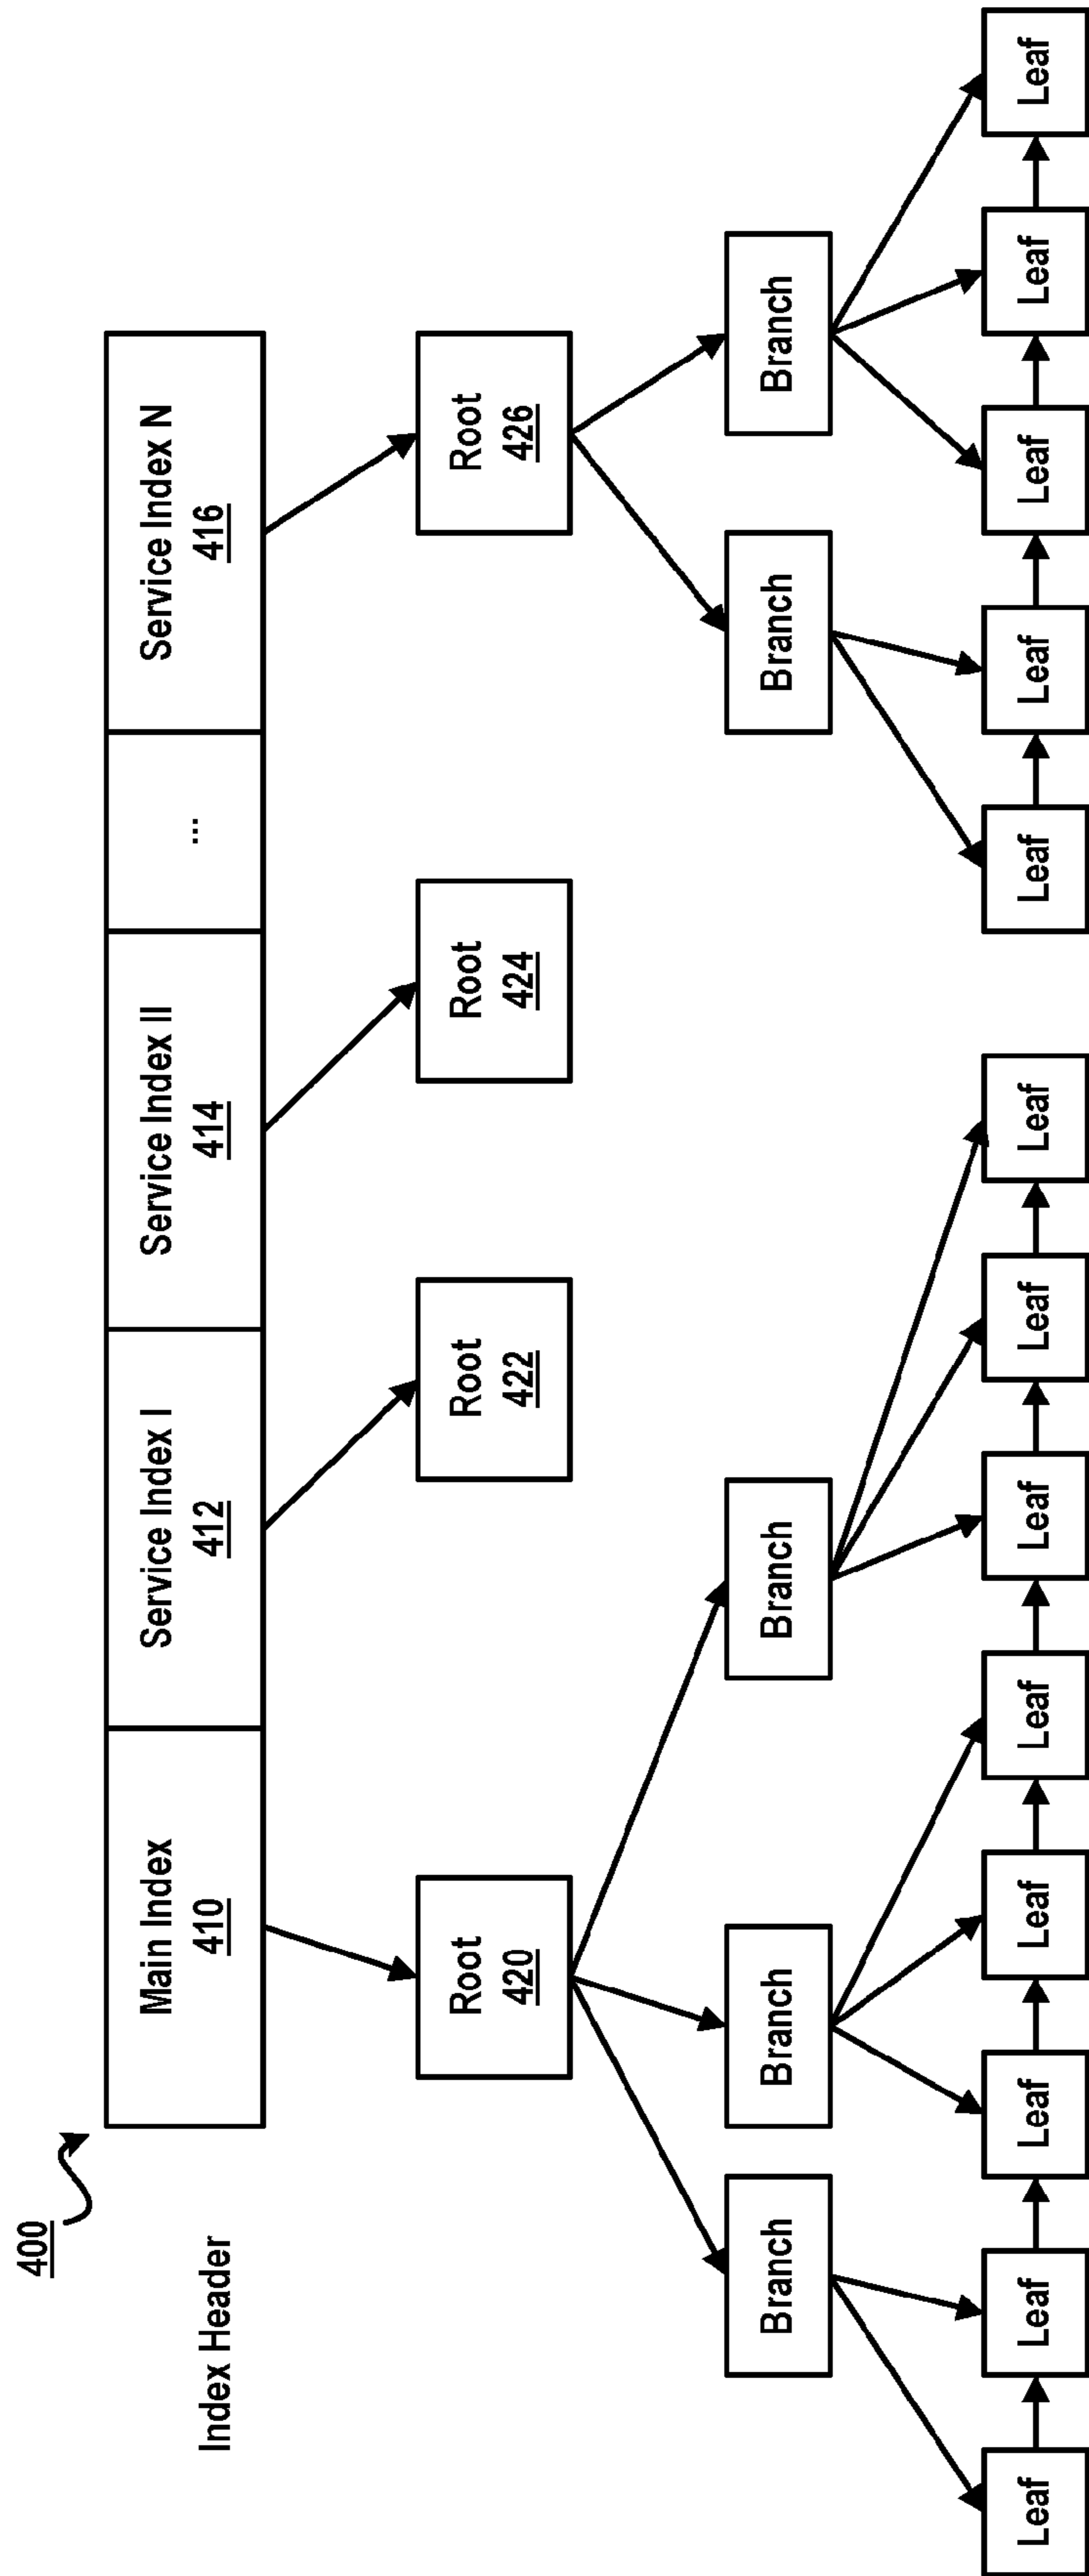 400
Index Header
Main Index
410
Service Index I
412
Service Index II
414
...
Service Index N
416
Root
420
Root
422
Root
424
Root
426
Branch
Branch
Branch
Branch
Branch
Leaf
Leaf
Leaf
Leaf
Leaf
Leaf
Leaf
Leaf
Leaf
Leaf
Leaf
Leaf
Leaf